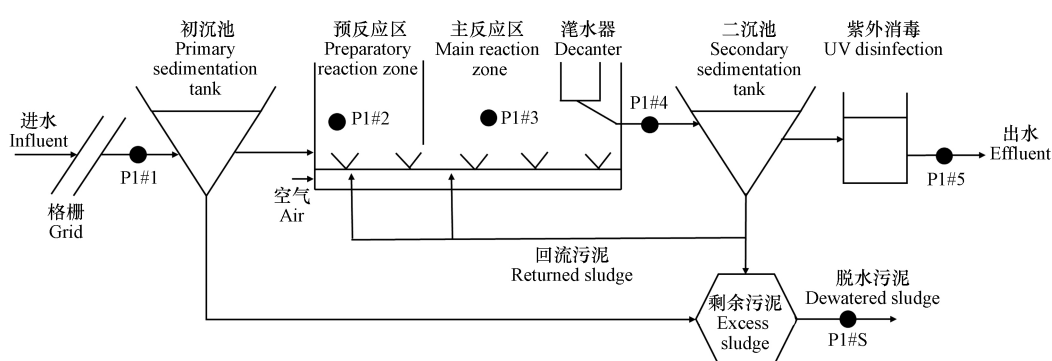 初沉池
Primary
sedimentation
tank
预反应区
Preparatory
reaction zone
主反应区
Main reaction
zone
滗水器
Decanter
二沉池
Secondary
sedimentation
tank
紫外消毒
UV disinfection
进水
Influent
P1#1
P1#2
P1#3
P1#4
出水
Effluent
P1#5
格栅
Grid
空气
Air
回流污泥
Returned sludge
剩余污泥
Excess
sludge
脱水污泥
Dewatered sludge
P1#S